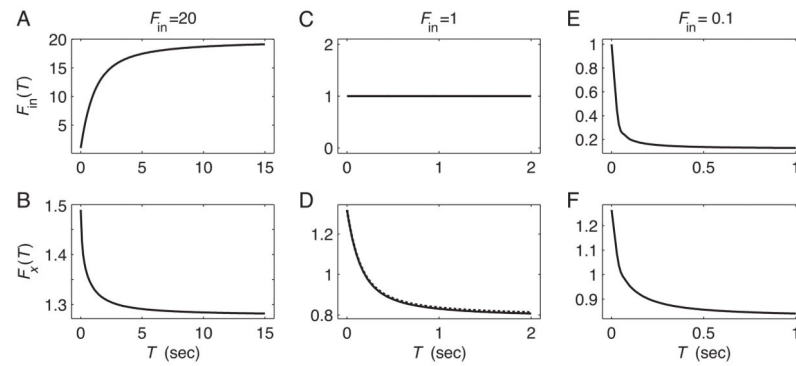 A F_in=20 C F_in=1 E F_in= 0.1
F_in(T)
20
15
10
5
0 5 10 15
2
1
0
0 1 2
1
0.8
0.6
0.4
0.2
0 0.5 1
B D F
F_x(T)
1.5
1.4
1.3
0 5 10 15
T (sec)
1.2
1
0.8
0 1 2
T (sec)
1.2
1.1
1
0.9
0 0.5 1
T (sec)